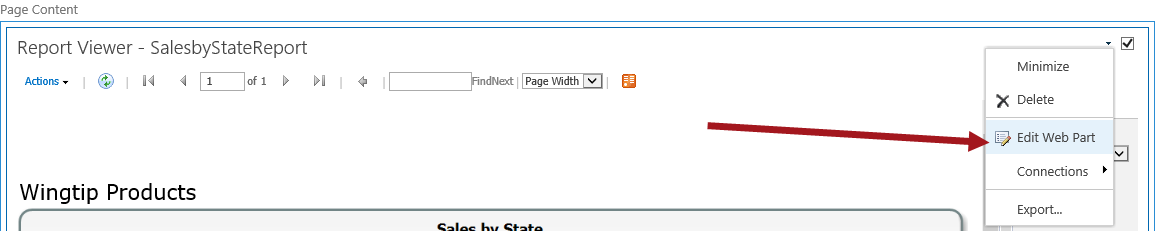 Page Content
Report Viewer - SalesbyStateReport
Actions 1 of 1 FindNext Page Width
Minimize
Delete
Edit Web Part
Connections
Export...
Wingtip Products
Sales by State